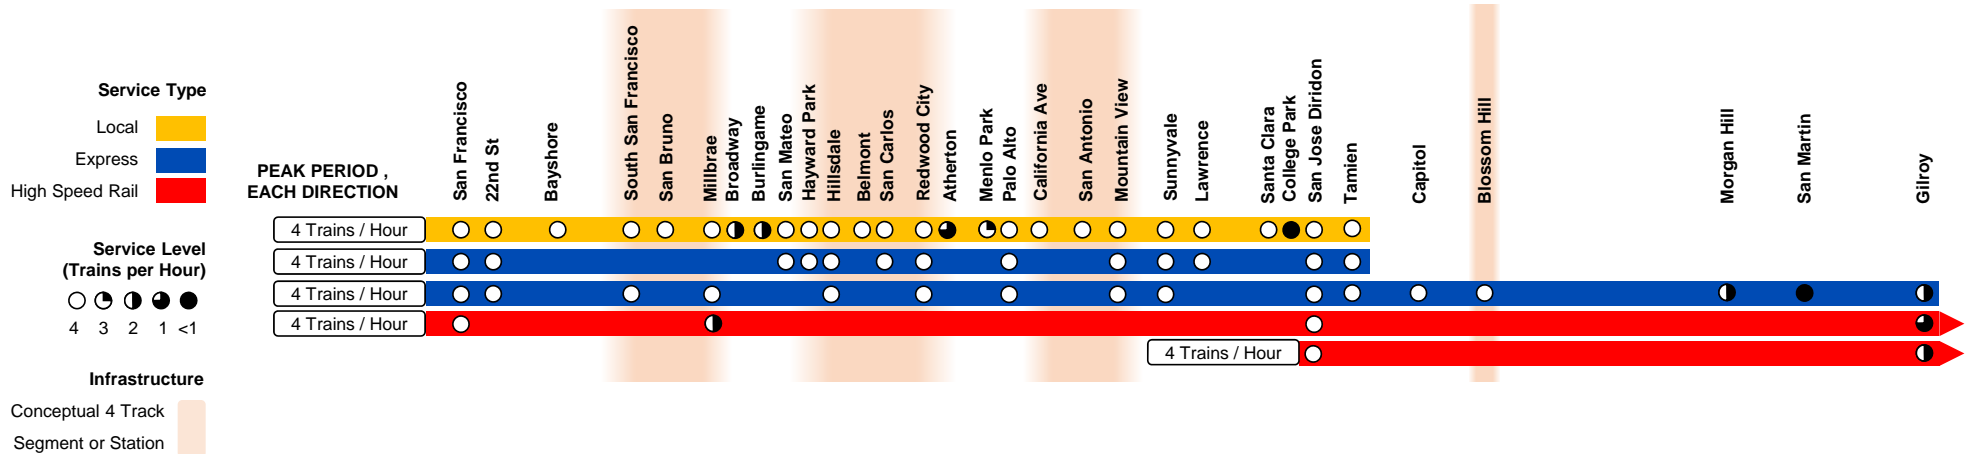 Service Type
Local
Express
High Speed Rail
Service Level
(Trains per Hour)
4 3 2 1 <1
Infrastructure
Conceptual 4 Track
Segment or Station
PEAK PERIOD ,
EACH DIRECTION
San Francisco
22nd St
Bayshore
South San Francisco
San Bruno
Millbrae
Broadway
Burlingame
San Mateo
Hayward Park
Hillsdale
Belmont
San Carlos
Redwood City
Atherton
Menlo Park
Palo Alto
California Ave
San Antonio
Mountain View
Sunnyvale
Lawrence
Santa Clara
College Park
San Jose Diridon
Tamien
Capitol
Blossom Hill
Morgan Hill
San Martin
Gilroy
4 Trains / Hour
4 Trains / Hour
4 Trains / Hour
4 Trains / Hour
4 Trains / Hour